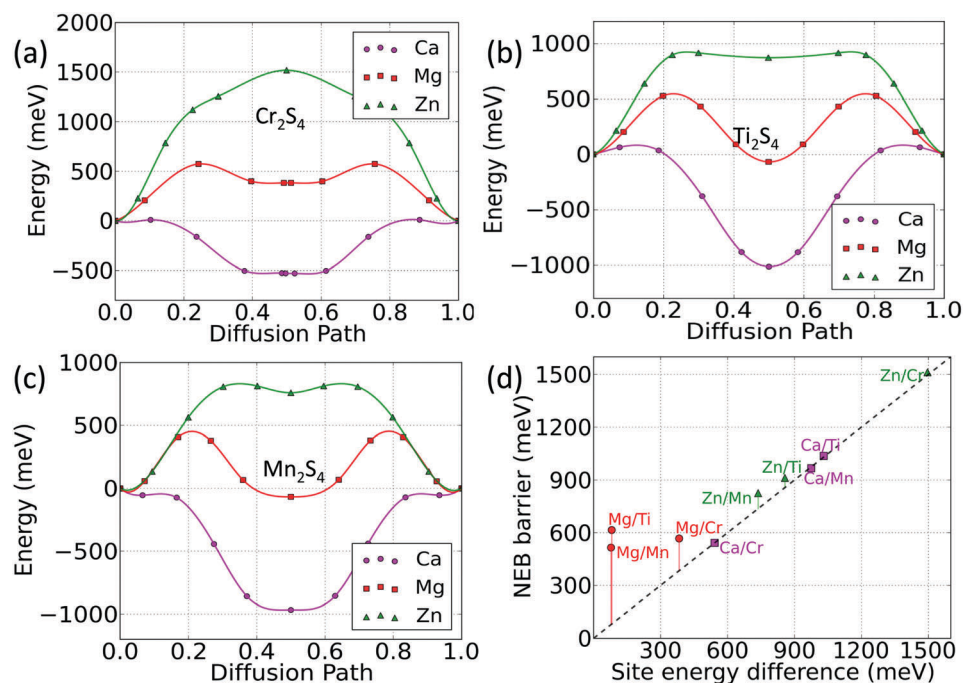 (a)
2000
1500
1000
500
0
−500
Energy (meV)
Ca
Mg
Zn
Cr2S4
0.0 0.2 0.4 0.6 0.8 1.0
Diffusion Path
(b)
1000
500
0
−500
−1000
Energy (meV)
Ti2S4
Ca
Mg
Zn
0.0 0.2 0.4 0.6 0.8 1.0
Diffusion Path
(c)
1000
500
0
−500
−1000
Energy (meV)
Mn2S4
Ca
Mg
Zn
0.0 0.2 0.4 0.6 0.8 1.0
Diffusion Path
(d)
1500
1200
900
600
300
0
NEB barrier (meV)
Zn/Cr
Ca/Ti
Zn/Ti
Ca/Mn
Zn/Mn
Mg/Ti
Mg/Cr
Mg/Mn
Ca/Cr
0 300 600 900 1200 1500
Site energy difference (meV)